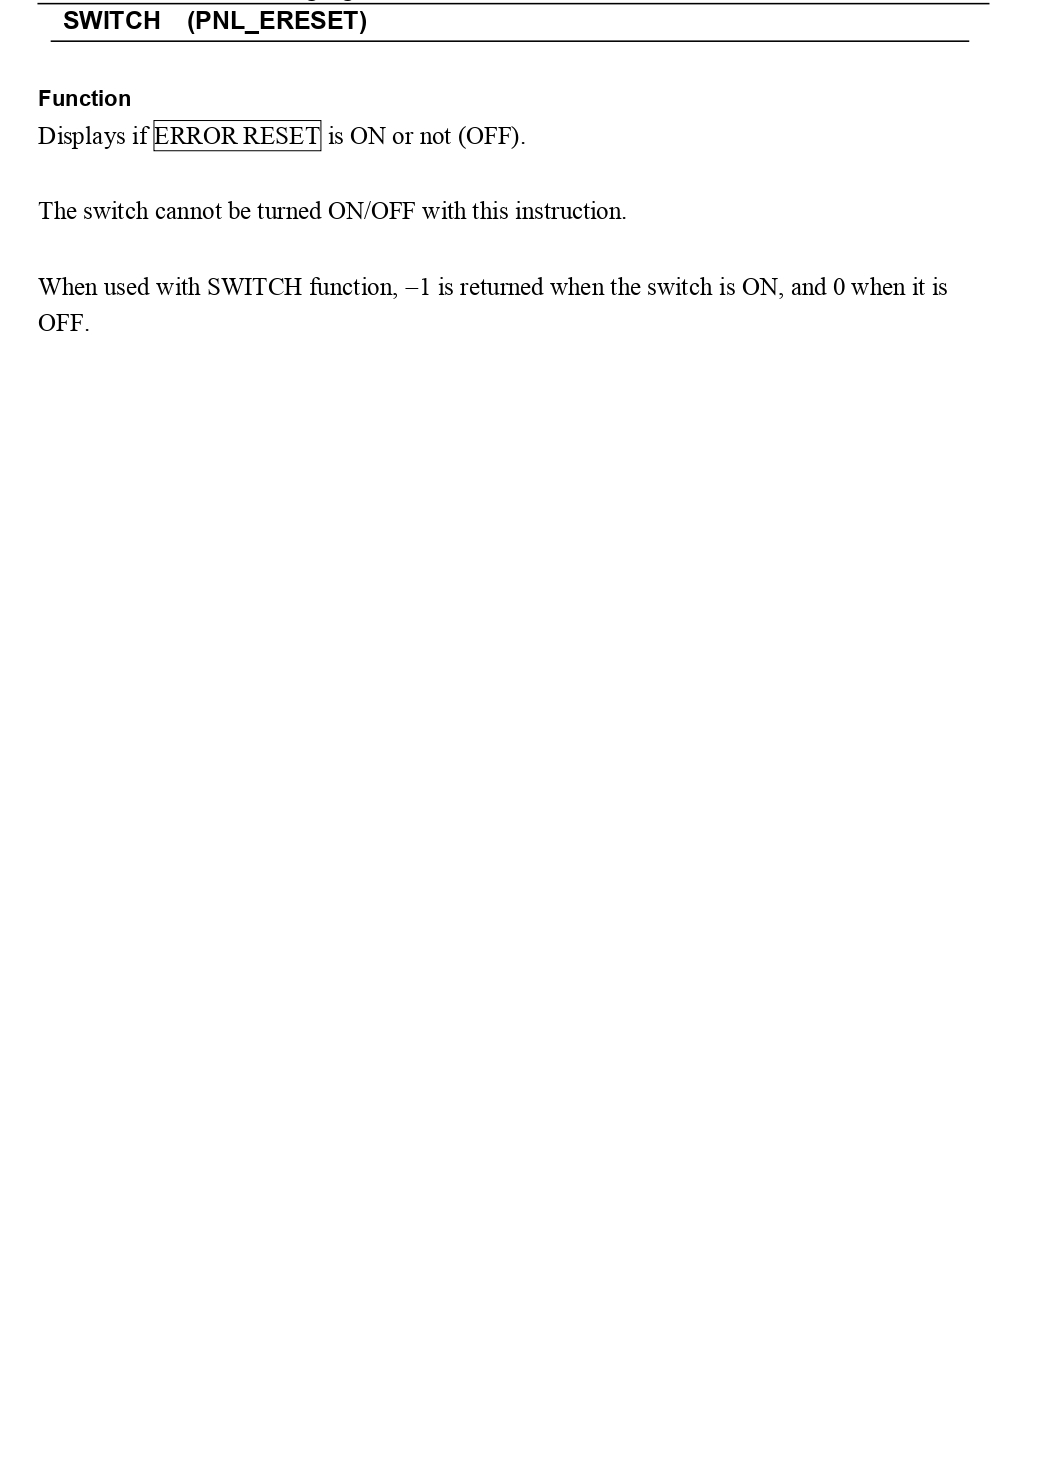 SWITCH (PNL_ERESET)
Function
Displays if ERROR RESET is ON or not (OFF).
The switch cannot be turned ON/OFF with this instruction.
When used with SWITCH function, –1 is returned when the switch is ON, and 0 when it is
OFF.